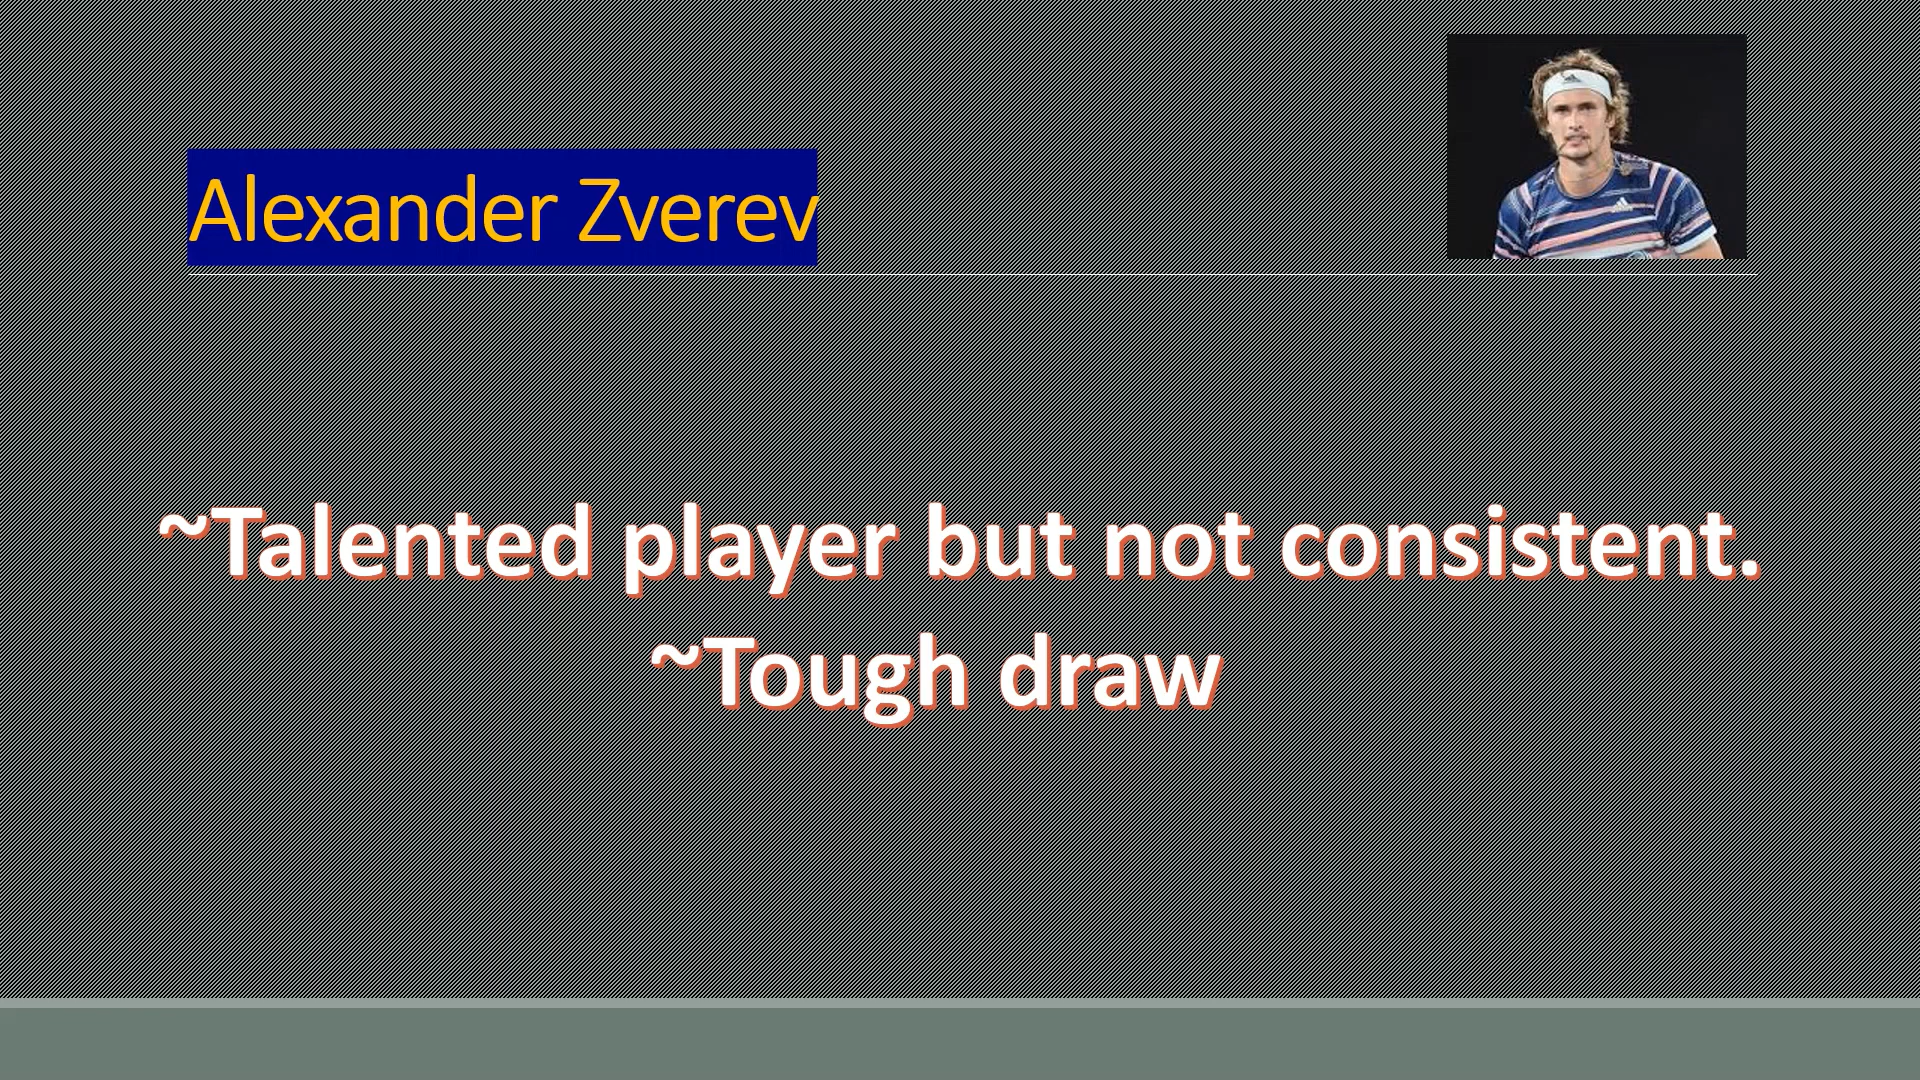 Alexander Zverev
~Talented player but not consistent.
~Tough draw